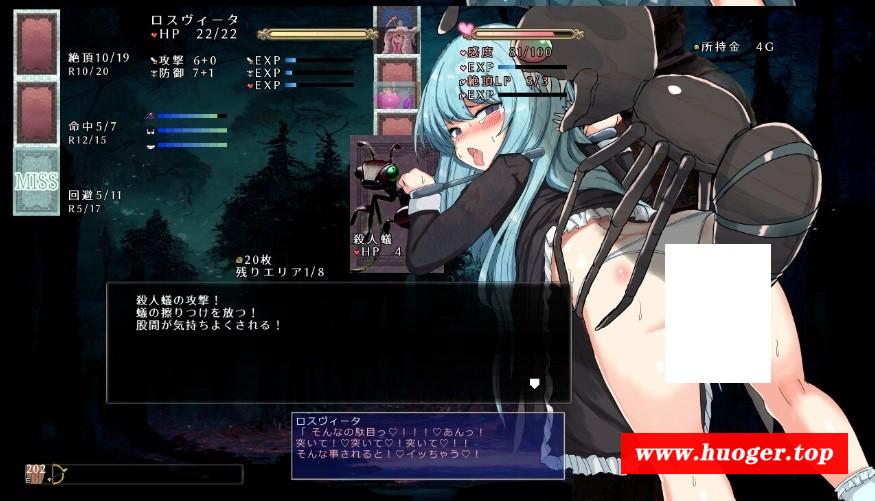 ロスヴィータ
♥HP 22/22
絶頂10/19
R10/20
攻撃 6+0
防御 7+1
EXP
EXP
EXP
命中5/7
R12/15
MISS
回避5/11
R5/17
感度 81/100
EXP
絶頂LP 3/3
EXP
所持金 4G
殺人蟻
♥HP 4
20枚
残りエリア1/8
殺人蟻の攻撃！
蟻の擦りつけを放つ！
股間が気持ちよくされる！
ロスヴィータ
「 そんなの駄目っ♡！！！♡あんっ！
突いて！♡突いて♡！突いて♡！！
そんな事されると！♡イッちゃう♡！
202
www.huoger.top